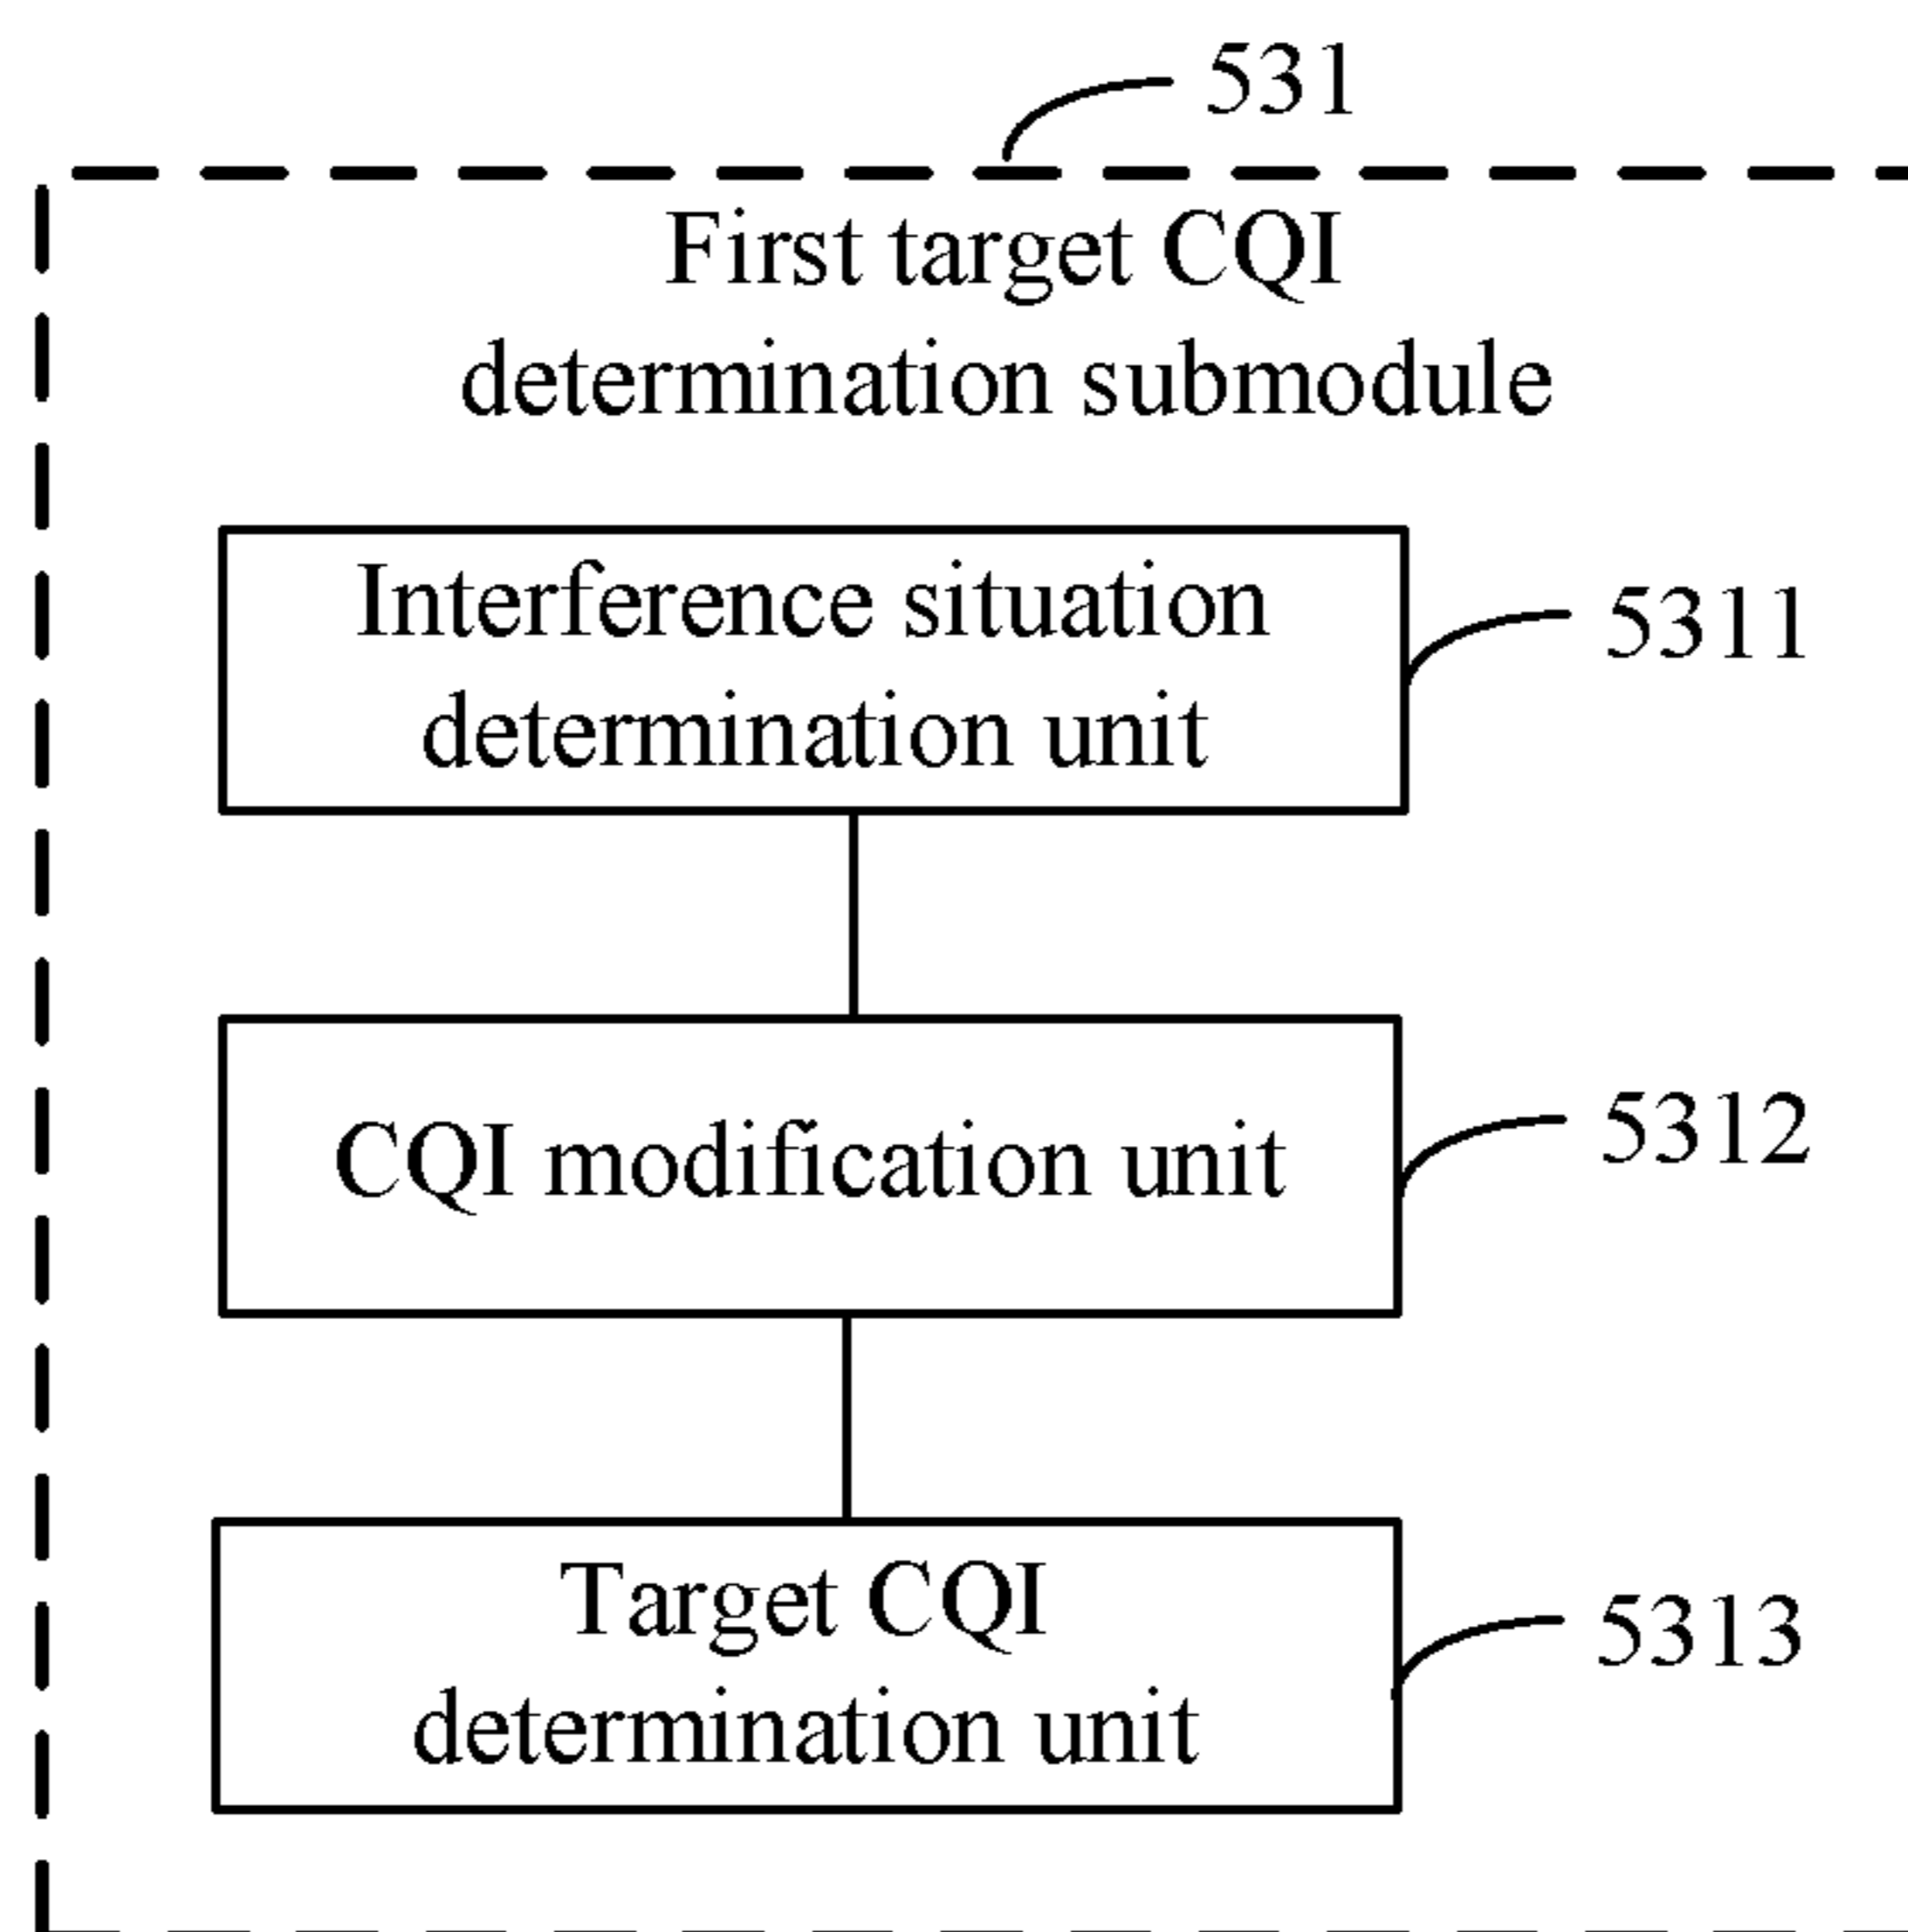 531
First target CQI
determination submodule
Interference situation
determination unit
5311
CQI modification unit
5312
Target CQI
determination unit
5313